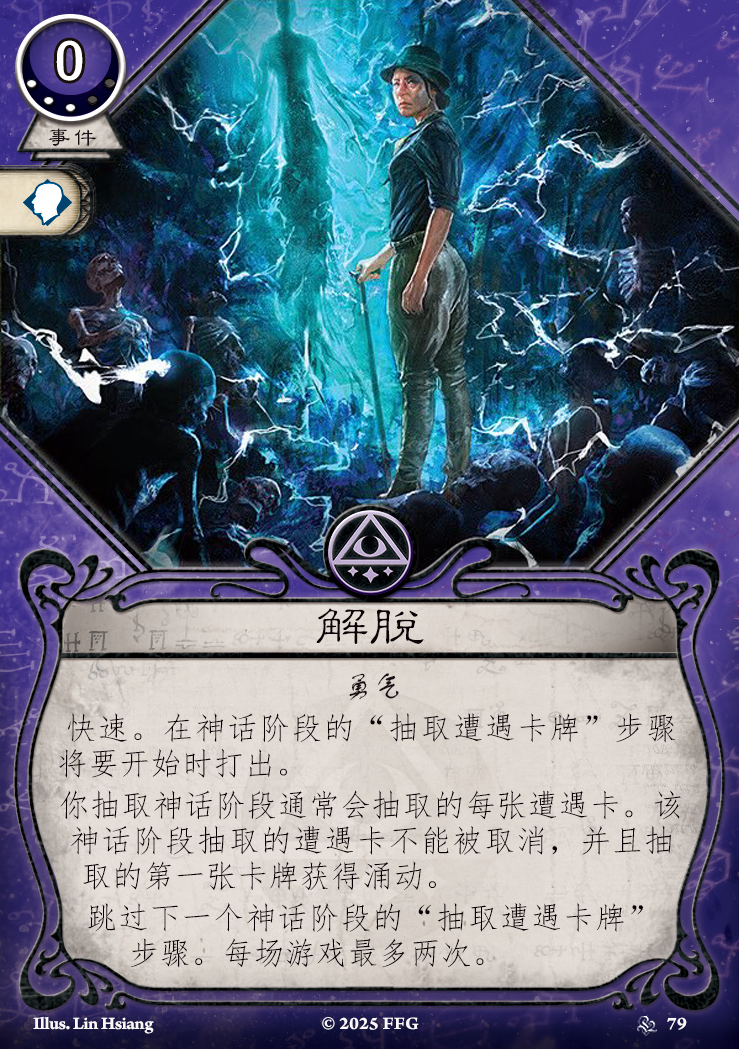 0
事件
解脫
勇气
快速。在神话阶段的“抽取遭遇卡牌”步骤
将要开始时打出。
你抽取神话阶段通常会抽取的每张遭遇卡。该
神话阶段抽取的遭遇卡不能被取消，并且抽
取的第一张卡牌获得涌动。
跳过下一个神话阶段的“抽取遭遇卡牌”
步骤。每场游戏最多两次。
Illus. Lin Hsiang
© 2025 FFG
79